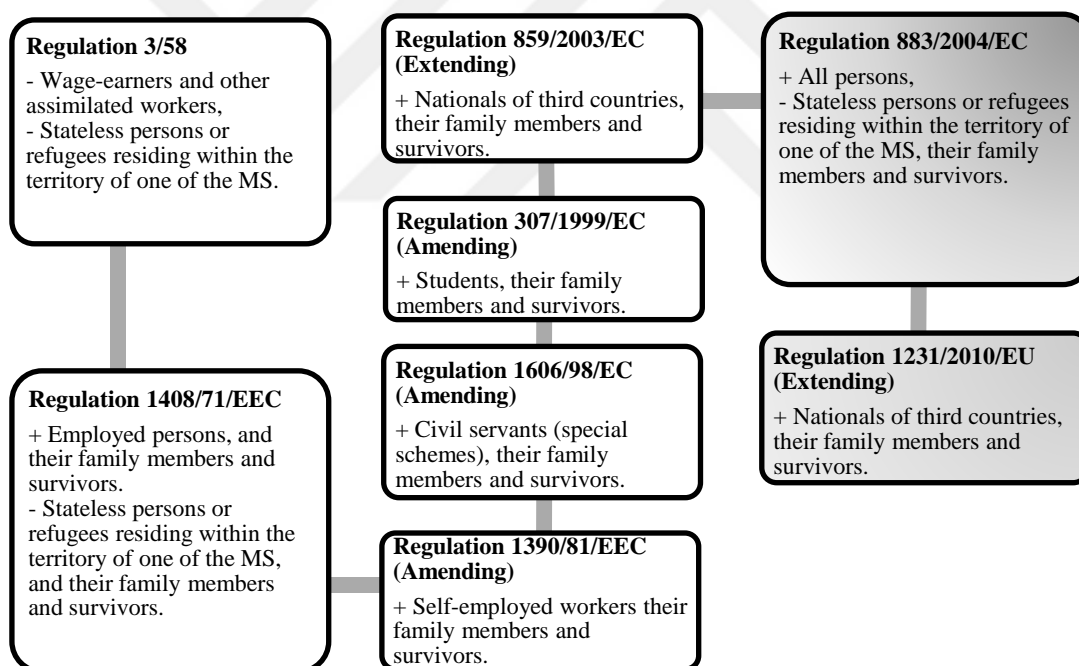 Regulation 3/58
- Wage-earners and other
assimilated workers,
- Stateless persons or
refugees residing within the
territory of one of the MS.
Regulation 1408/71/EEC
+ Employed persons, and
their family members and
survivors.
- Stateless persons or
refugees residing within the
territory of one of the MS,
and their family members
and survivors.
Regulation 859/2003/EC
(Extending)
+ Nationals of third countries,
their family members and
survivors.
Regulation 307/1999/EC
(Amending)
+ Students, their family
members and survivors.
Regulation 1606/98/EC
(Amending)
+ Civil servants (special
schemes), their family
members and survivors.
Regulation 1390/81/EEC
(Amending)
+ Self-employed workers their
family members and
survivors.
Regulation 883/2004/EC
+ All persons,
- Stateless persons or refugees
residing within the territory of
one of the MS, their family
members and survivors.
Regulation 1231/2010/EU
(Extending)
+ Nationals of third countries,
their family members and
survivors.